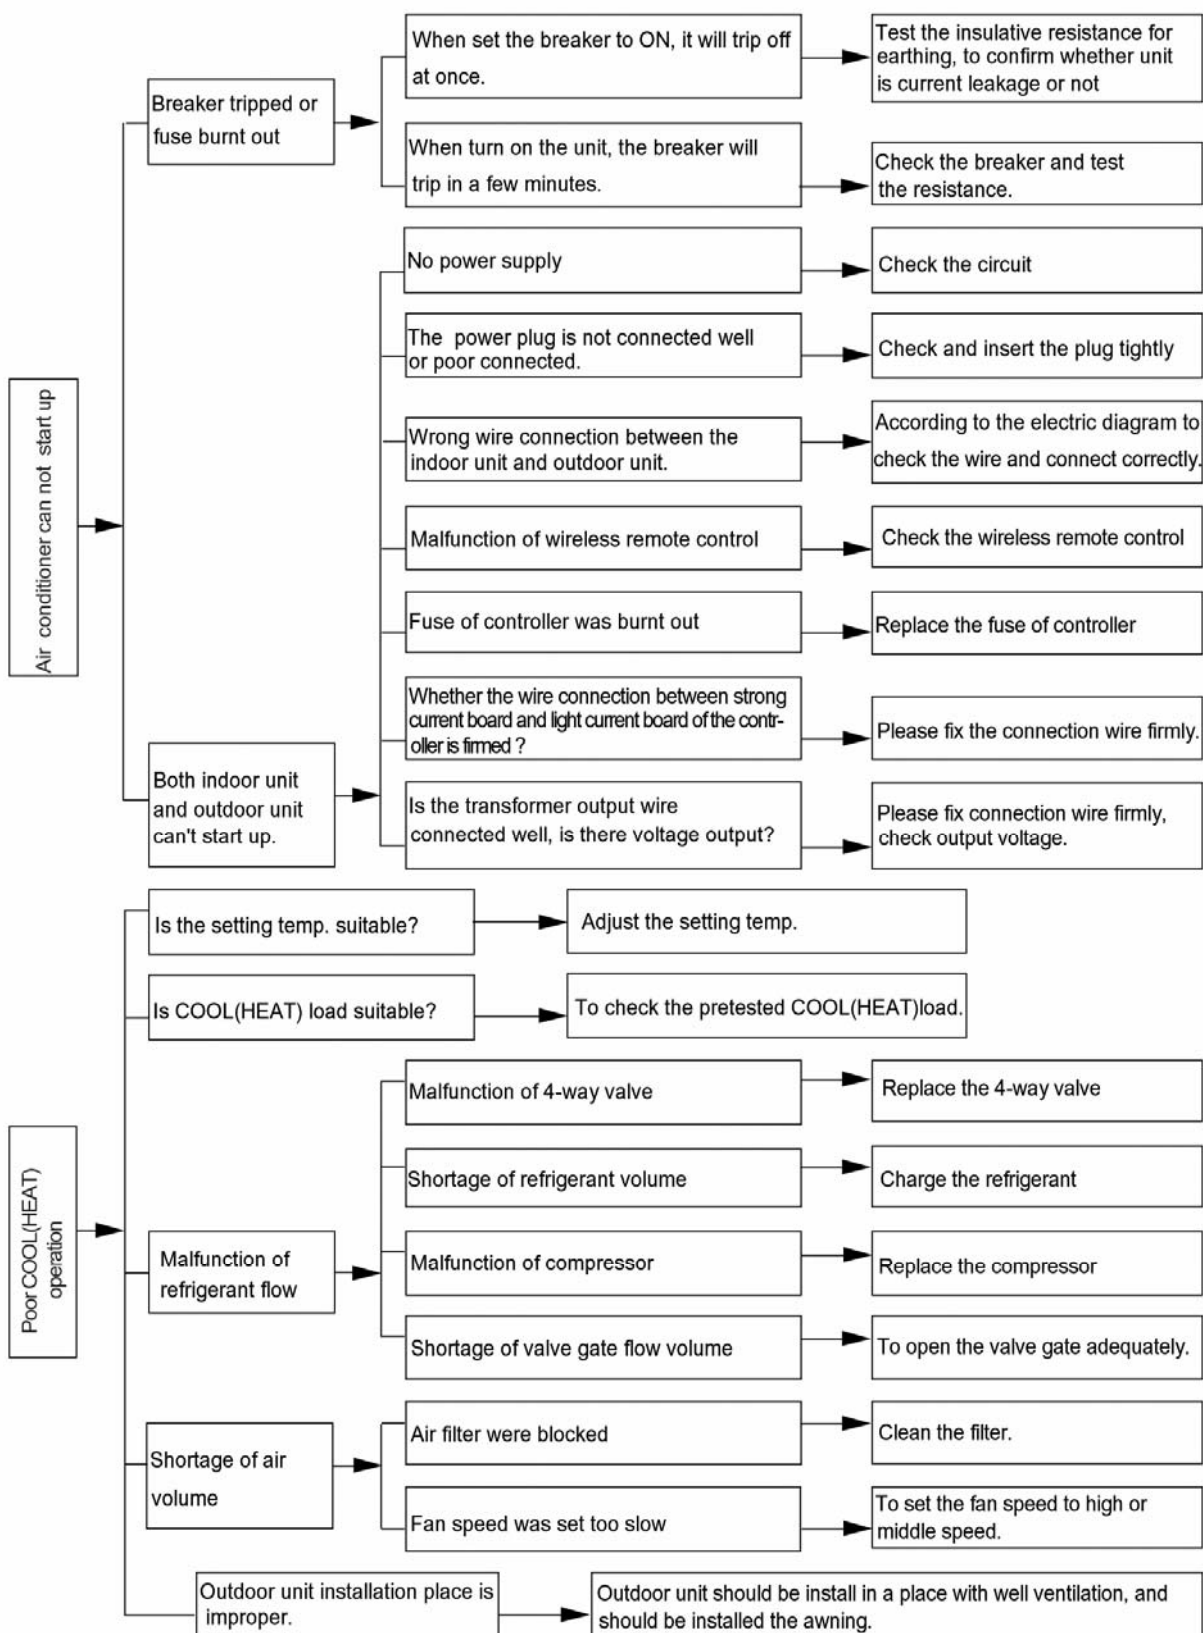 Air conditioner can not start up
Breaker tripped or
fuse burnt out
When set the breaker to ON, it will trip off
at once.
Test the insulative resistance for
earthing, to confirm whether unit
is current leakage or not
When turn on the unit, the breaker will
trip in a few minutes.
Check the breaker and test
the resistance.
Both indoor unit
and outdoor unit
can't start up.
No power supply
Check the circuit
The power plug is not connected well
or poor connected.
Check and insert the plug tightly
Wrong wire connection between the
indoor unit and outdoor unit.
According to the electric diagram to
check the wire and connect correctly.
Malfunction of wireless remote control
Check the wireless remote control
Fuse of controller was burnt out
Replace the fuse of controller
Whether the wire connection between strong
current board and light current board of the contr-
oller is firmed ?
Please fix the connection wire firmly.
Is the transformer output wire
connected well, is there voltage output?
Please fix connection wire firmly,
check output voltage.
Poor COOL(HEAT)
operation
Is the setting temp. suitable?
Adjust the setting temp.
Is COOL(HEAT) load suitable?
To check the pretested COOL(HEAT)load.
Malfunction of
refrigerant flow
Malfunction of 4-way valve
Replace the 4-way valve
Shortage of refrigerant volume
Charge the refrigerant
Malfunction of compressor
Replace the compressor
Shortage of valve gate flow volume
To open the valve gate adequately.
Shortage of air
volume
Air filter were blocked
Clean the filter.
Fan speed was set too slow
To set the fan speed to high or
middle speed.
Outdoor unit installation place is
improper.
Outdoor unit should be install in a place with well ventilation, and
should be installed the awning.